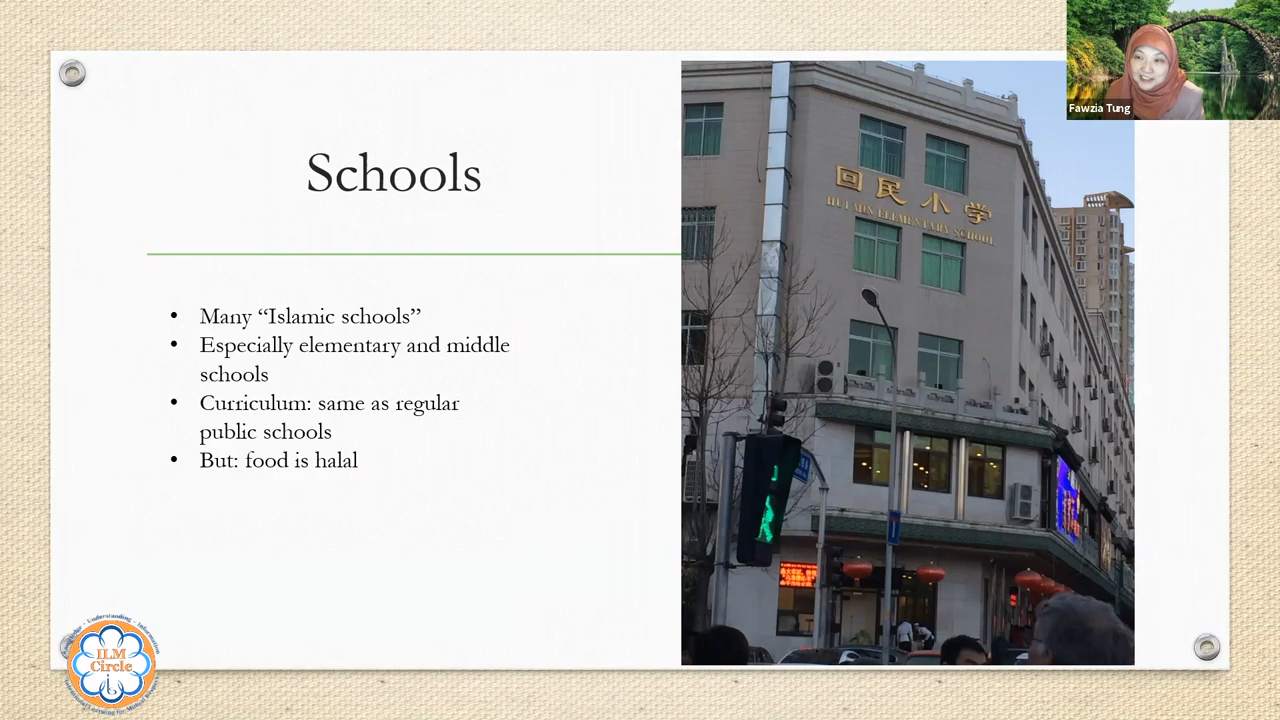 Fawzia Tung
Schools
• Many “Islamic schools”
• Especially elementary and middle
schools
• Curriculum: same as regular
public schools
• But: food is halal
回民小学
HUI MIN ELEMENTARY SCHOOL
ILM
Circle